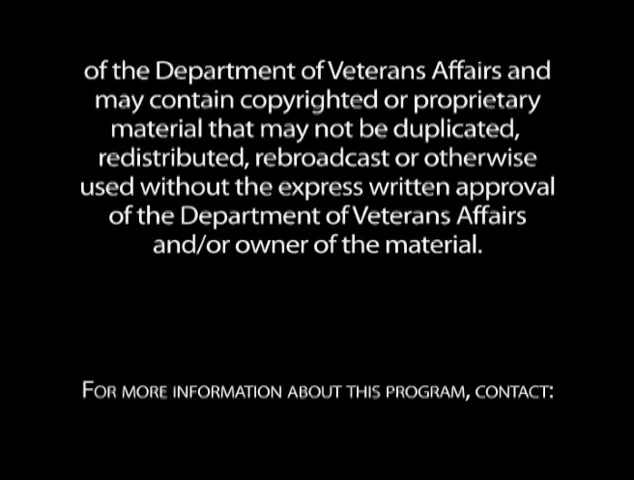 of the Department of Veterans Affairs and
may contain copyrighted or proprietary
material that may not be duplicated,
redistributed, rebroadcast or otherwise
used without the express written approval
of the Department of Veterans Affairs
and/or owner of the material.
FOR MORE INFORMATION ABOUT THIS PROGRAM, CONTACT: